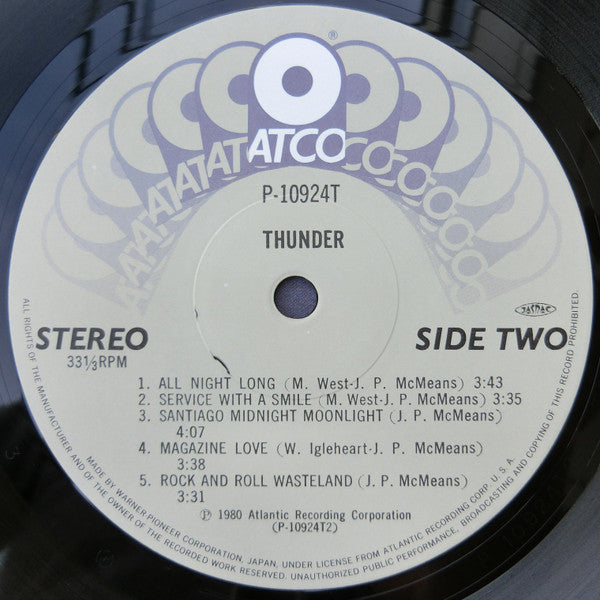 ®
ATCO
P-10924T
THUNDER
STEREO
33⅓RPM
SIDE TWO
JASRAC
1. ALL NIGHT LONG (M. West-J. P. McMeans) 3:43
2. SERVICE WITH A SMILE (M. West-J. P. McMeans) 3:35
3. SANTIAGO MIDNIGHT MOONLIGHT (J. P. McMeans)
4:07
4. MAGAZINE LOVE (W. Igleheart-J. P. McMeans)
3:38
5. ROCK AND ROLL WASTELAND (J. P. McMeans)
3:31
Ⓟ 1980 Atlantic Recording Corporation
(P-10924T2)
MADE BY WARNER-PIONEER CORPORATION, JAPAN, UNDER LICENSE FROM ATLANTIC RECORDING CORP. U.S.A.
ALL RIGHTS OF THE MANUFACTURER AND OF THE OWNER OF THE RECORDED WORK RESERVED. UNAUTHORIZED PUBLIC PERFORMANCE, BROADCASTING AND COPYING OF THIS RECORD PROHIBITED.